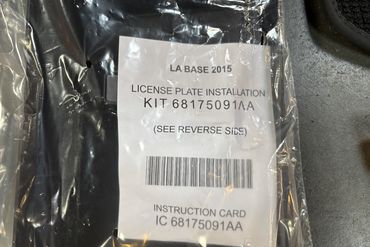 LA BASE 2015
LICENSE PLATE INSTALLATION
KIT 68175091AA
(SEE REVERSE SIDE)
INSTRUCTION CARD
IC 68175091AA